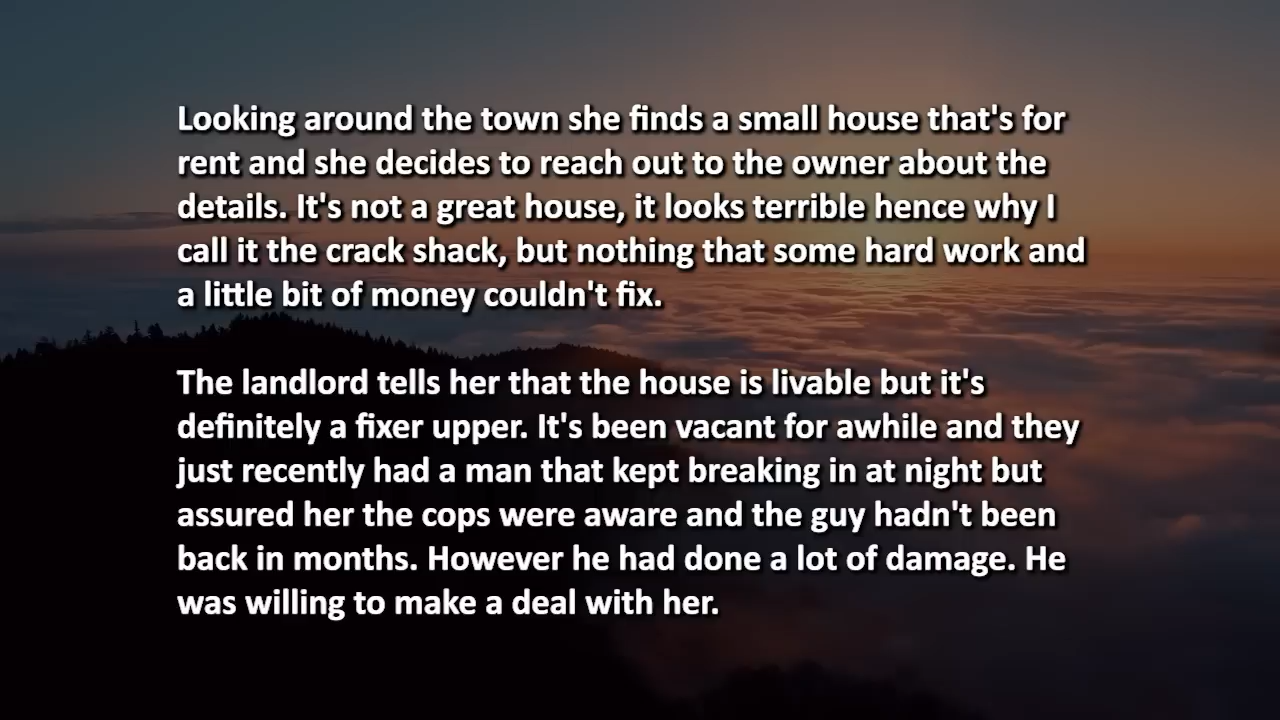 Looking around the town she finds a small house that's for
rent and she decides to reach out to the owner about the
details. It's not a great house, it looks terrible hence why I
call it the crack shack, but nothing that some hard work and
a little bit of money couldn't fix.
The landlord tells her that the house is livable but it's
definitely a fixer upper. It's been vacant for awhile and they
just recently had a man that kept breaking in at night but
assured her the cops were aware and the guy hadn't been
back in months. However he had done a lot of damage. He
was willing to make a deal with her.